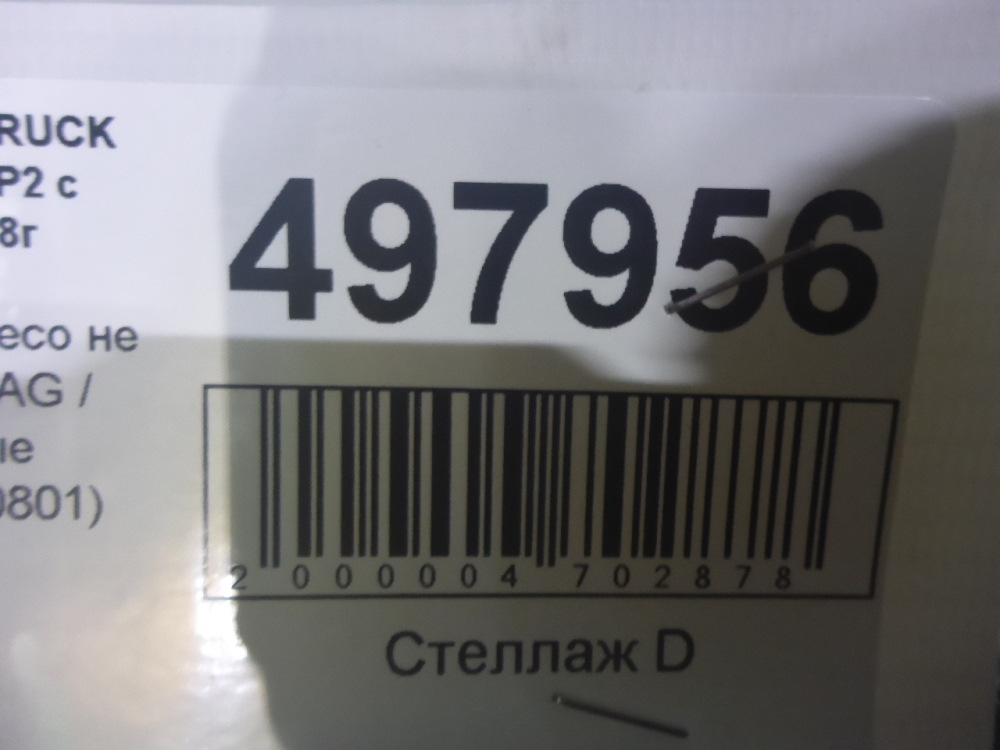 RUCK
P2 с
8г
497956
есо не
AG /
ые
0801)
2 000004 702878
Стеллаж D